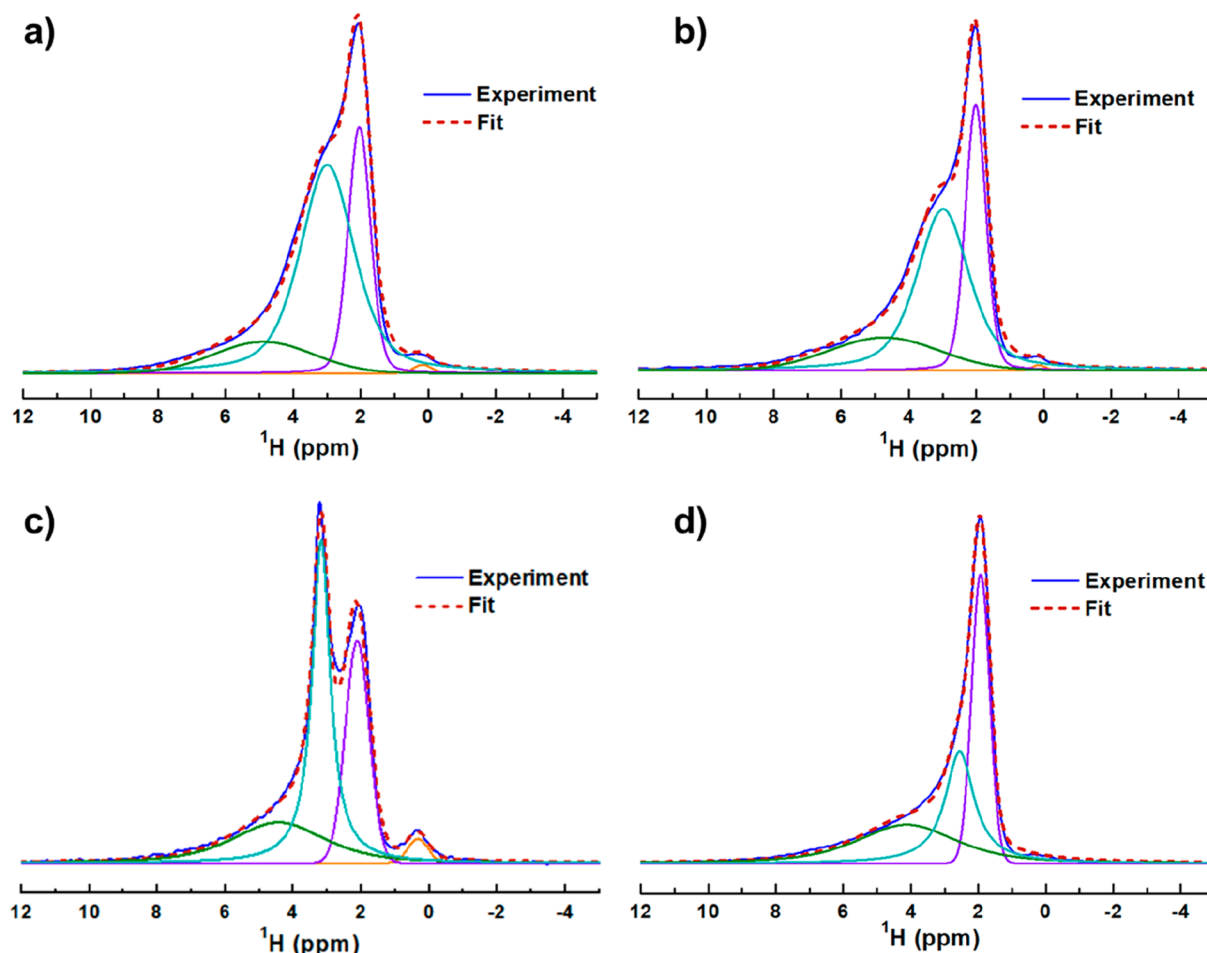 a)
Experiment
Fit
12 10 8 6 4 2 0 -2 -4
¹H (ppm)
b)
Experiment
Fit
12 10 8 6 4 2 0 -2 -4
¹H (ppm)
c)
Experiment
Fit
12 10 8 6 4 2 0 -2 -4
¹H (ppm)
d)
Experiment
Fit
12 10 8 6 4 2 0 -2 -4
¹H (ppm)